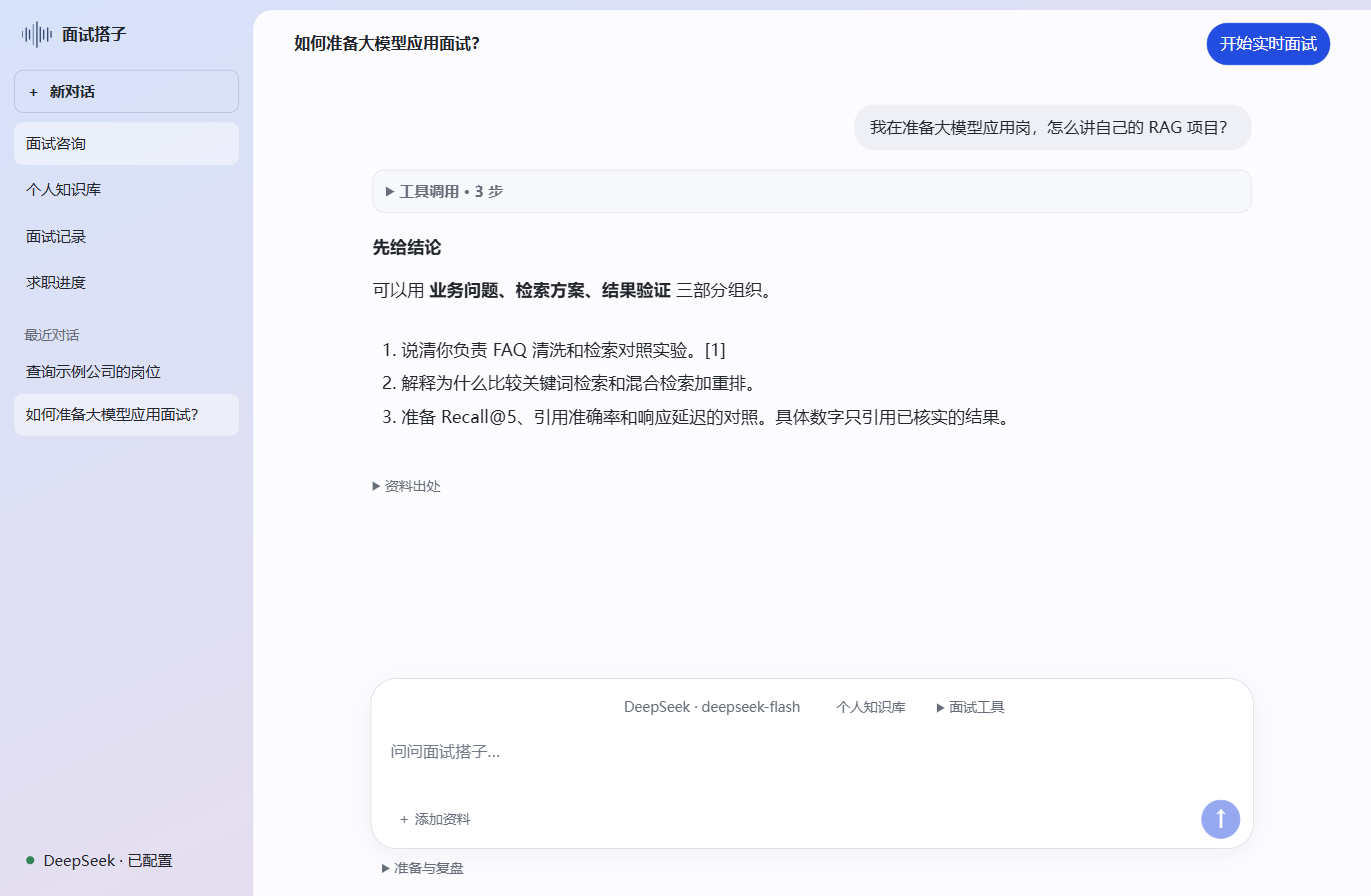 面试搭子
+ 新对话
面试咨询
个人知识库
面试记录
求职进度
最近对话
查询示例公司的岗位
如何准备大模型应用面试?
DeepSeek · 已配置
如何准备大模型应用面试?
开始实时面试
我在准备大模型应用岗，怎么讲自己的 RAG 项目?
工具调用 • 3 步
先给结论
可以用 业务问题、检索方案、结果验证 三部分组织。
1. 说清你负责 FAQ 清洗和检索对照实验。[1]
2. 解释为什么比较关键词检索和混合检索加重排。
3. 准备 Recall@5、引用准确率和响应延迟的对照。具体数字只引用已核实的结果。
资料出处
DeepSeek · deepseek-flash 个人知识库 面试工具
问问面试搭子...
+ 添加资料
准备与复盘